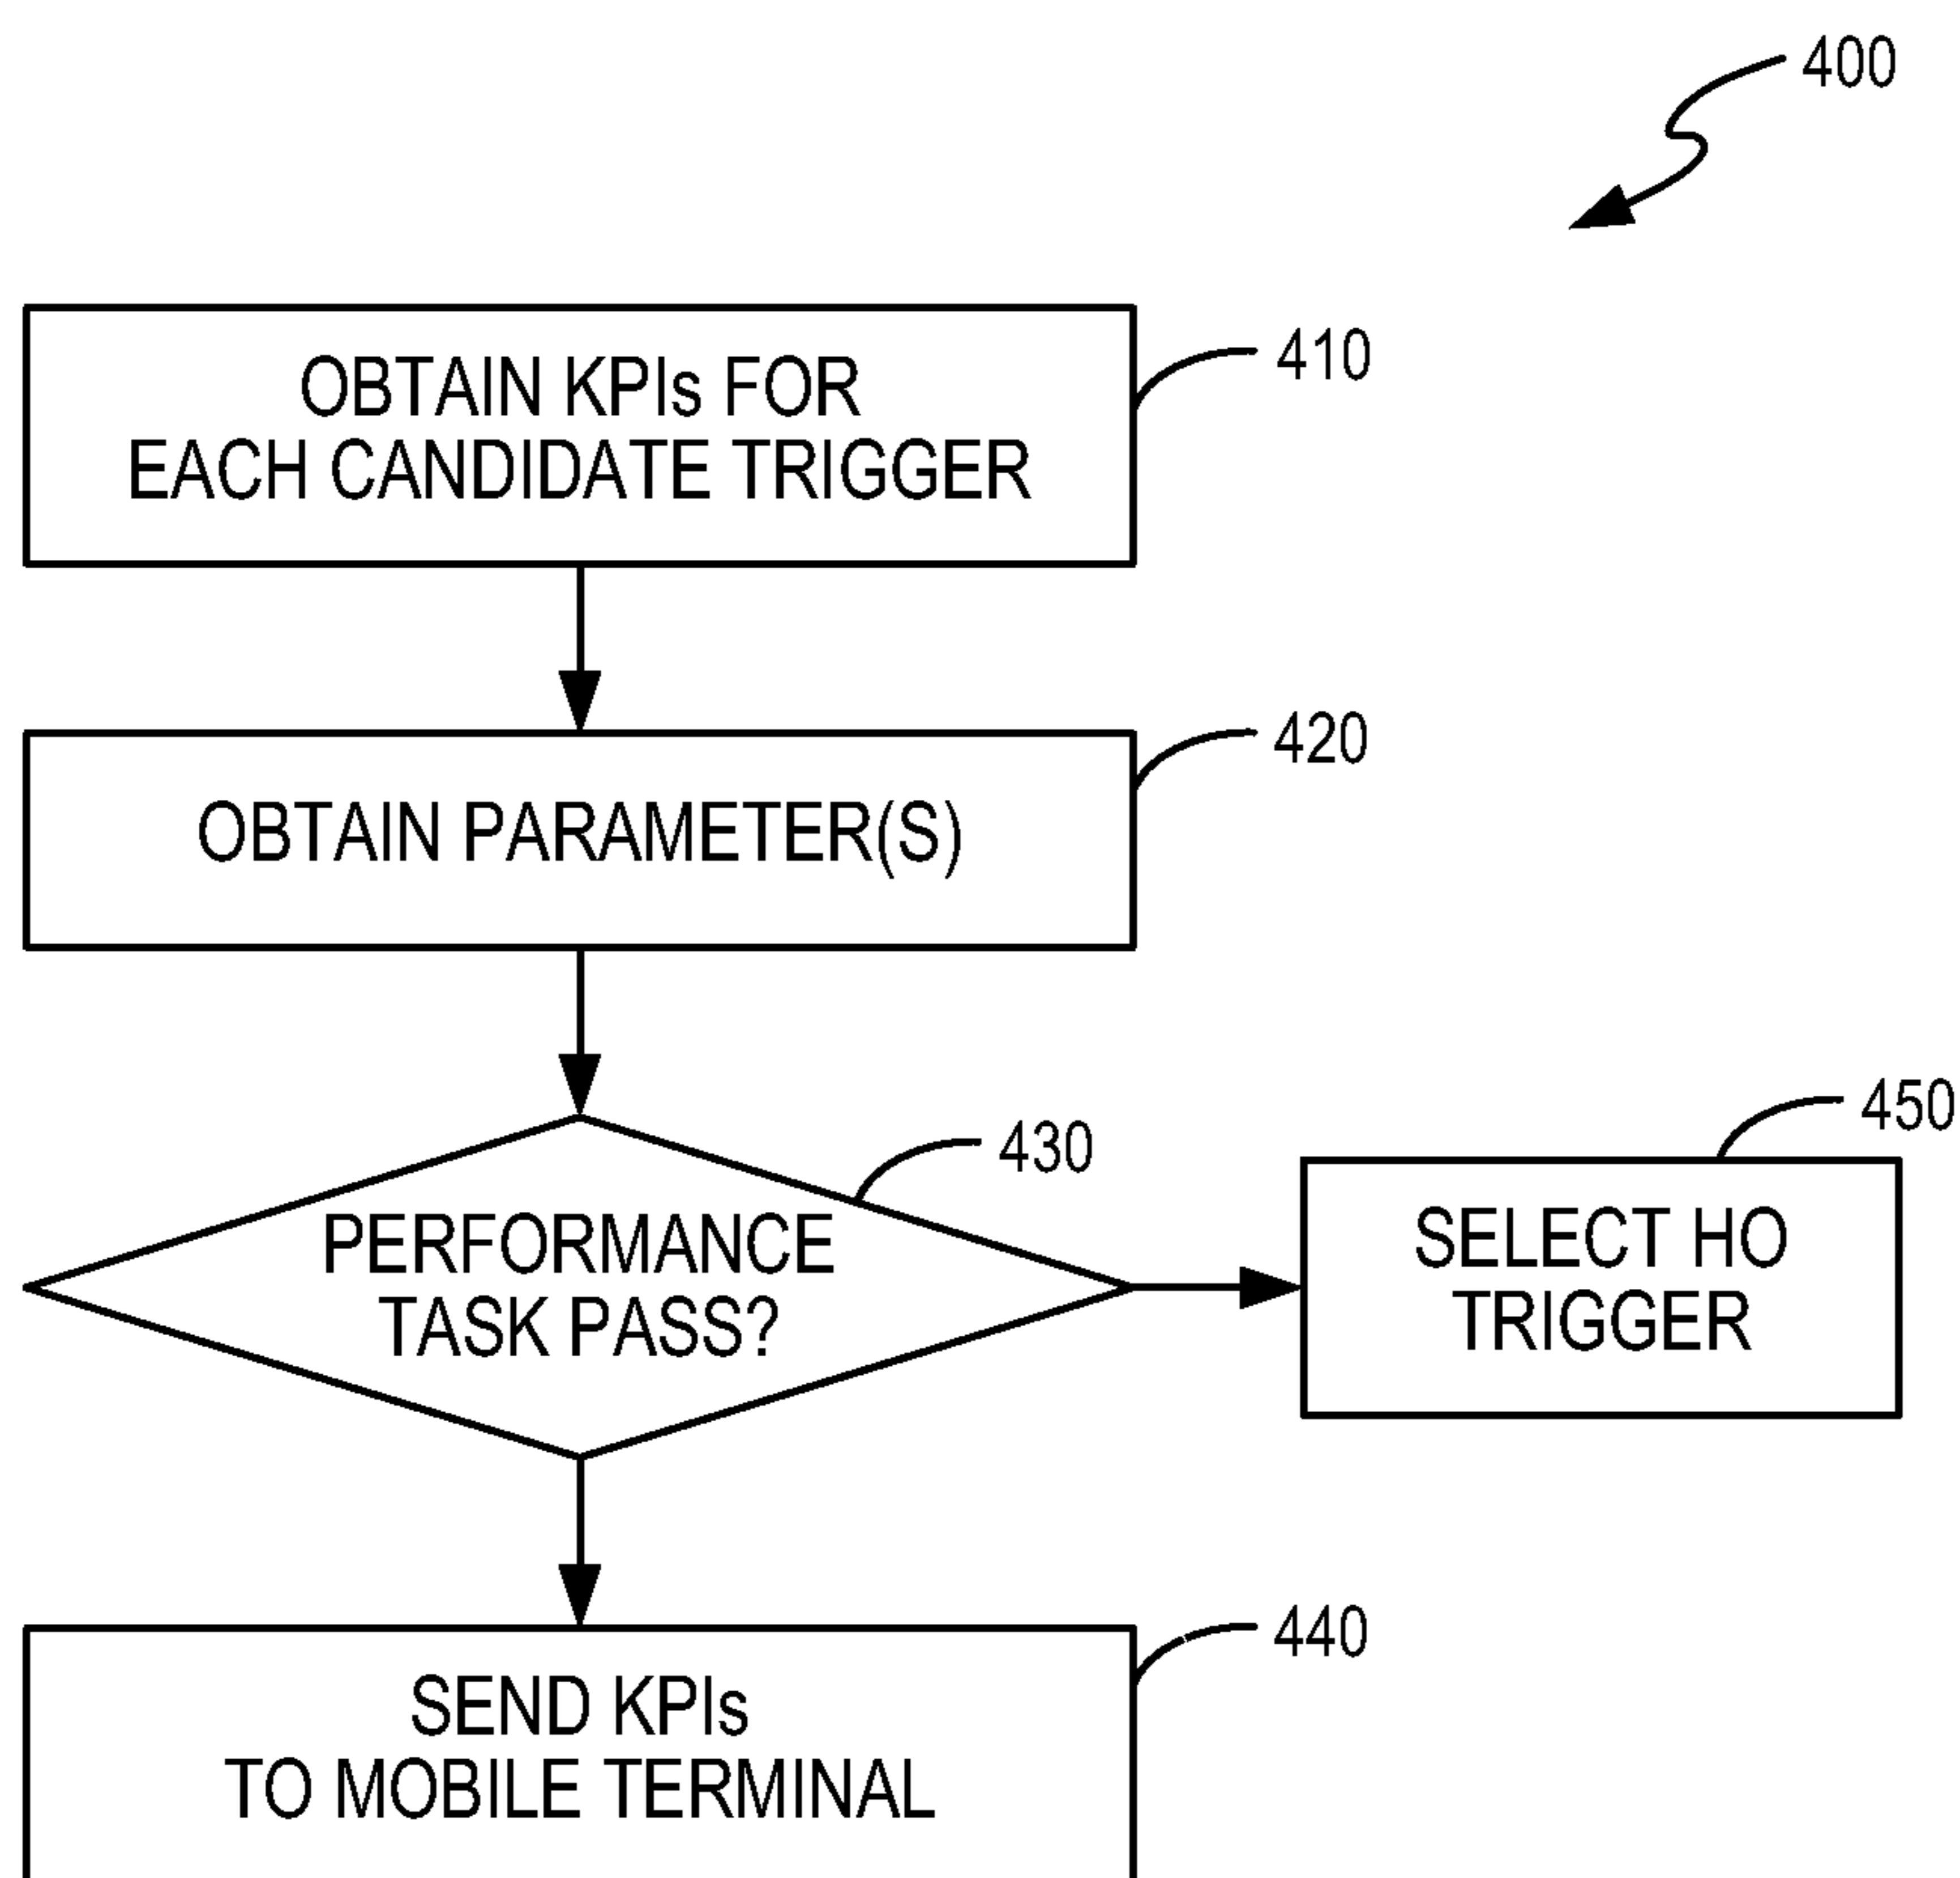 400
OBTAIN KPIs FOR
EACH CANDIDATE TRIGGER
410
OBTAIN PARAMETER(S)
420
PERFORMANCE
TASK PASS?
430
SELECT HO
TRIGGER
450
SEND KPIs
TO MOBILE TERMINAL
440